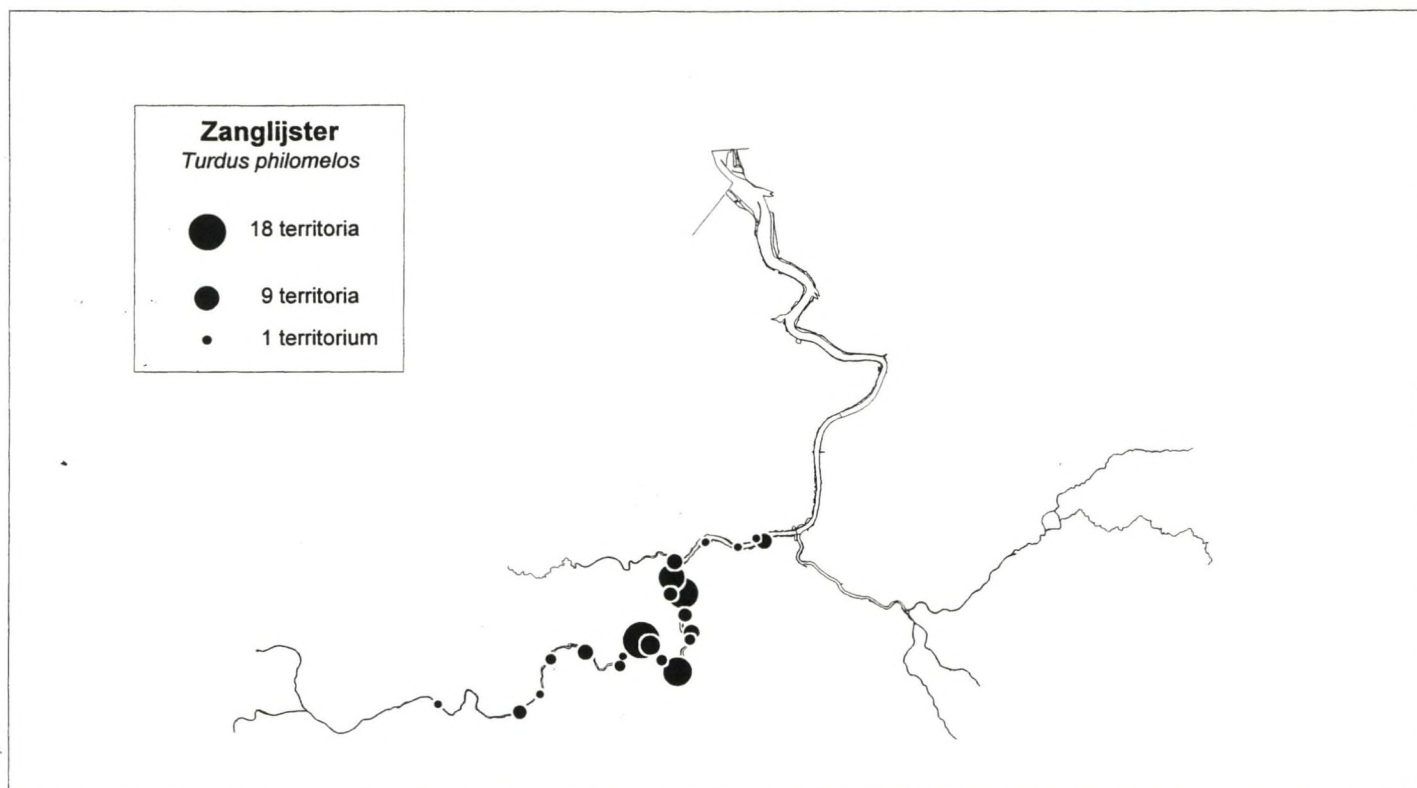 Zanglijster
Turdus philomelos
18 territoria
9 territoria
1 territorium